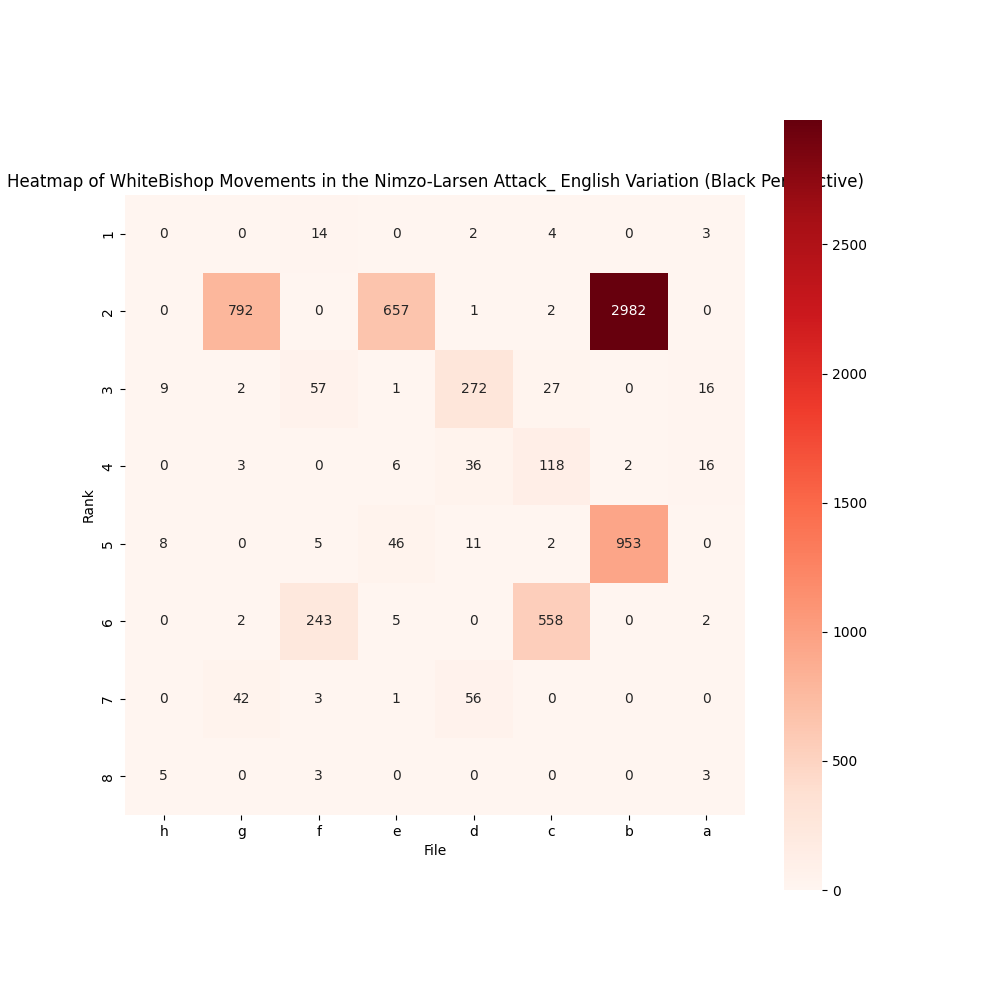 Heatmap of WhiteBishop Movements in the Nimzo-Larsen Attack_ English Variation (Black Perspective)
1 0 0 14 0 2 4 0 3
2 0 792 0 657 1 2 2982 0
3 9 2 57 1 272 27 0 16
4 0 3 0 6 36 118 2 16
5 8 0 5 46 11 2 953 0
6 0 2 243 5 0 558 0 2
7 0 42 3 1 56 0 0 0
8 5 0 3 0 0 0 0 3
h g f e d c b a
File
Rank
2500
2000
1500
1000
500
0